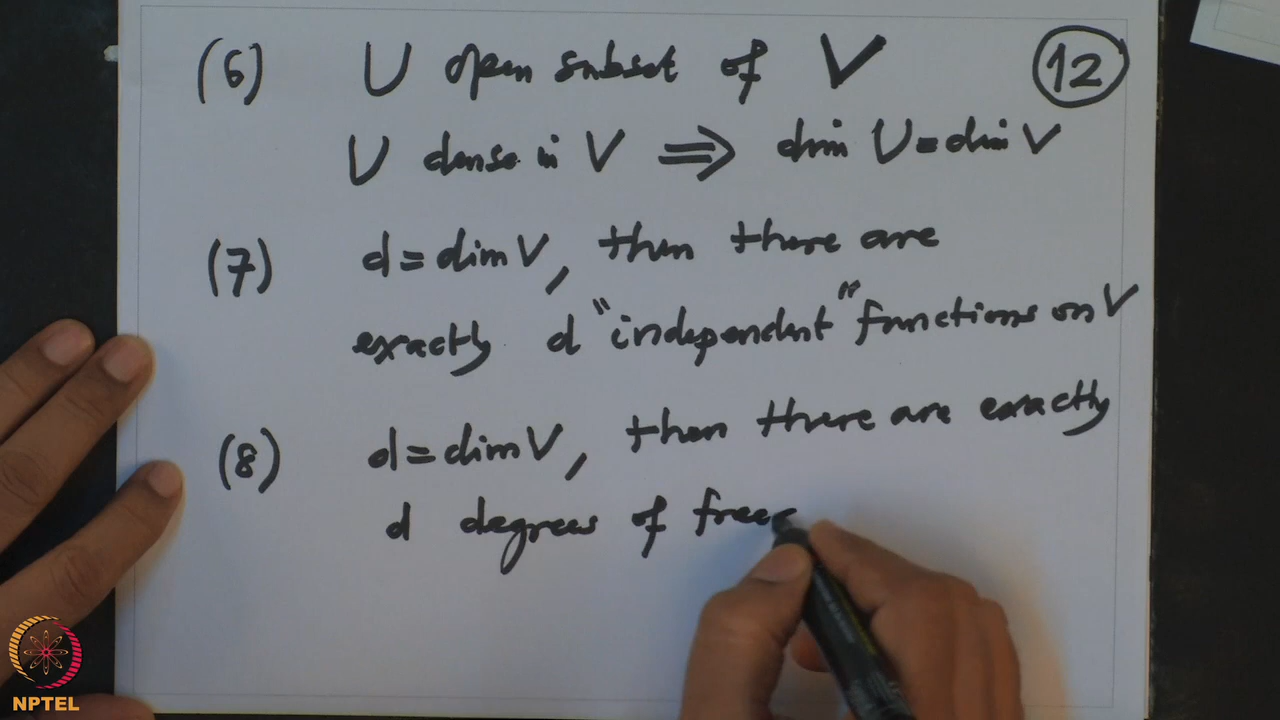 (6) U open subset of V
12
U dense in V ⇒ dim U = dim V
(7) d = dim V, then there are
exactly d "independent" functions on V
(8) d = dim V, then there are exactly
d degrees of free
NPTEL